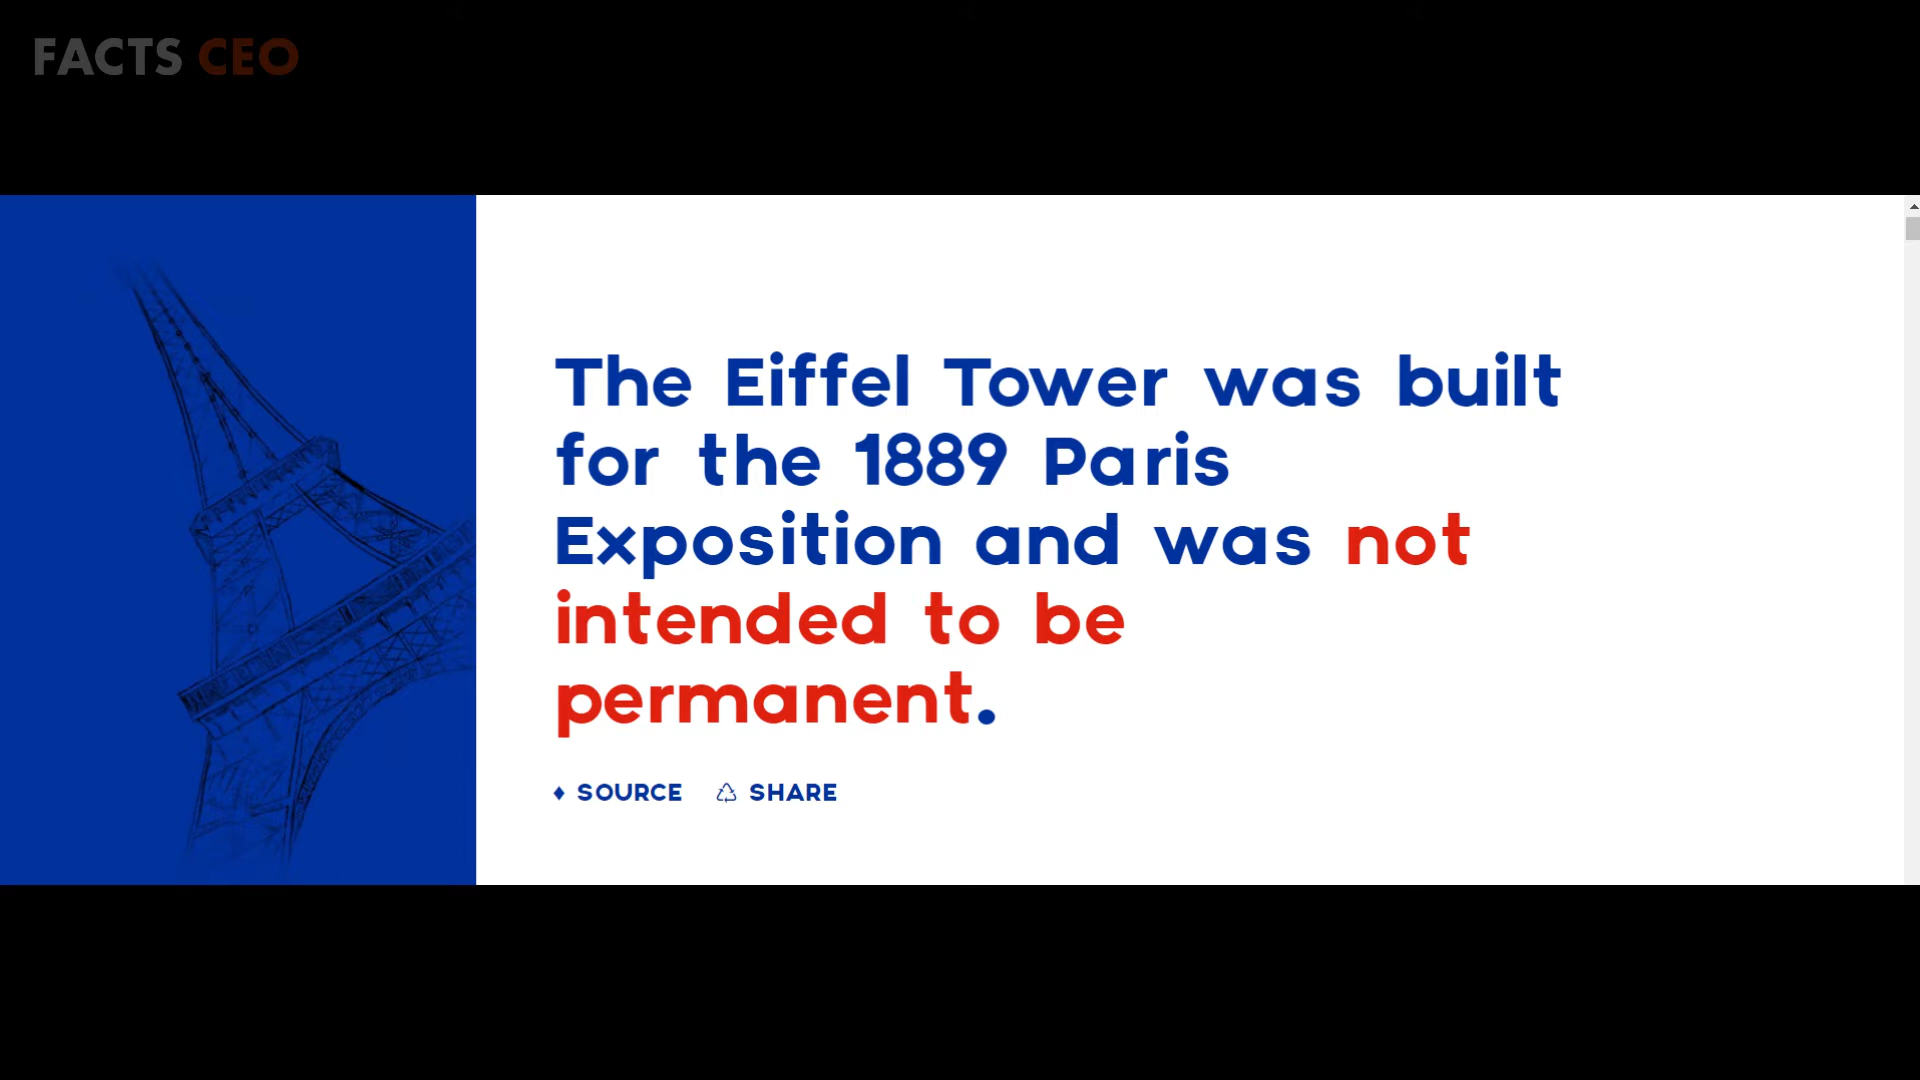 FACTS CEO
The Eiffel Tower was built
for the 1889 Paris
Exposition and was not
intended to be
permanent.
♦ SOURCE ♺ SHARE